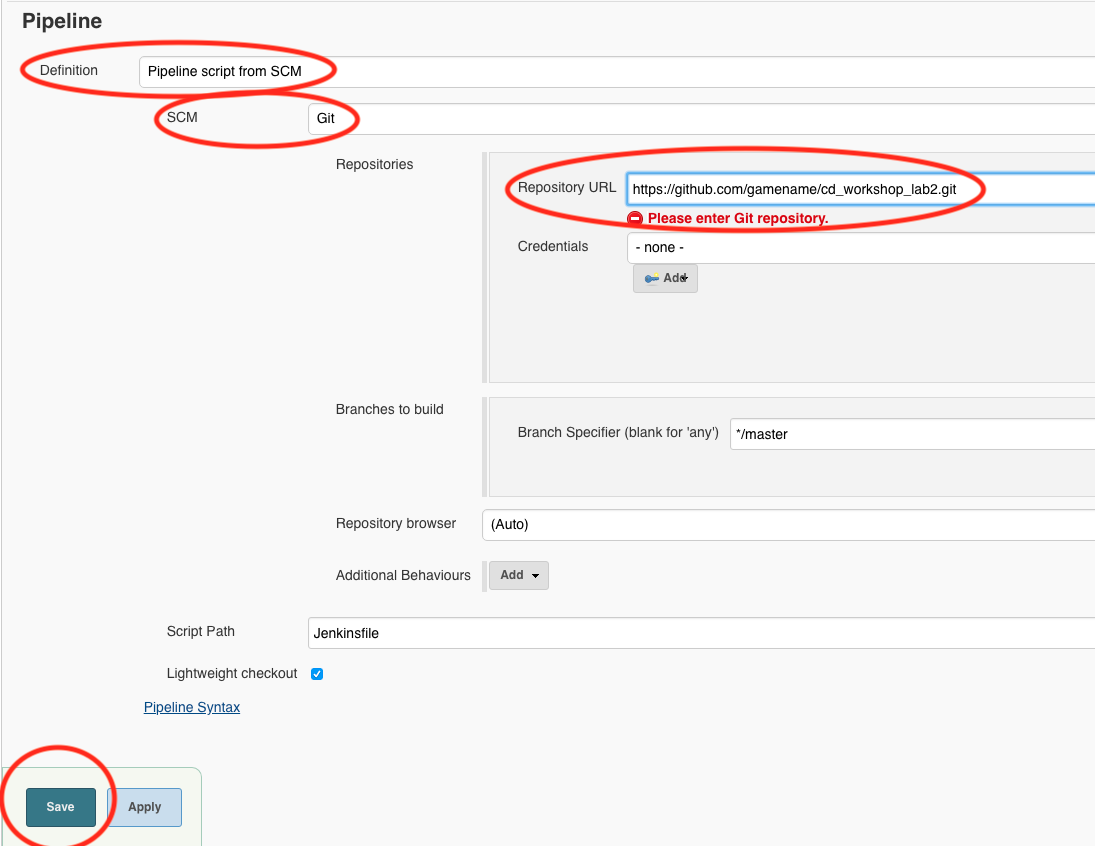 Pipeline
Definition
Pipeline script from SCM
SCM
Git
Repositories
Repository URL
https://github.com/gamename/cd_workshop_lab2.git
Please enter Git repository.
Credentials
- none -
Add
Branches to build
Branch Specifier (blank for 'any')
*/master
Repository browser
(Auto)
Additional Behaviours
Add
Script Path
Jenkinsfile
Lightweight checkout
Pipeline Syntax
Save
Apply